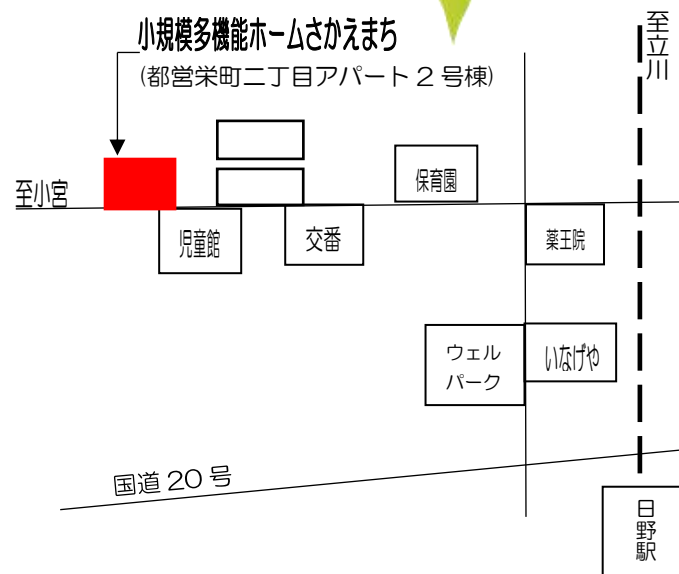 小規模多機能ホームさかえまち
(都営栄町二丁目アパート2号棟)
至立川
至小宮
保育園
児童館
交番
薬王院
ウェル
パーク
いなげや
国道20号
日野駅